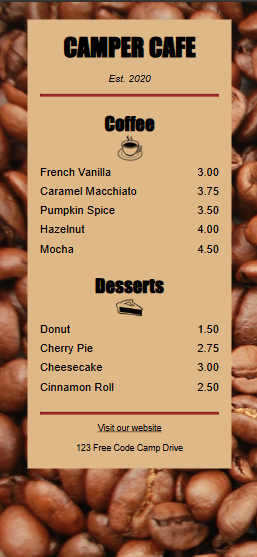 CAMPER CAFE
Est. 2020
Coffee
French Vanilla 3.00
Caramel Macchiato 3.75
Pumpkin Spice 3.50
Hazelnut 4.00
Mocha 4.50
Desserts
Donut 1.50
Cherry Pie 2.75
Cheesecake 3.00
Cinnamon Roll 2.50
Visit our website
123 Free Code Camp Drive